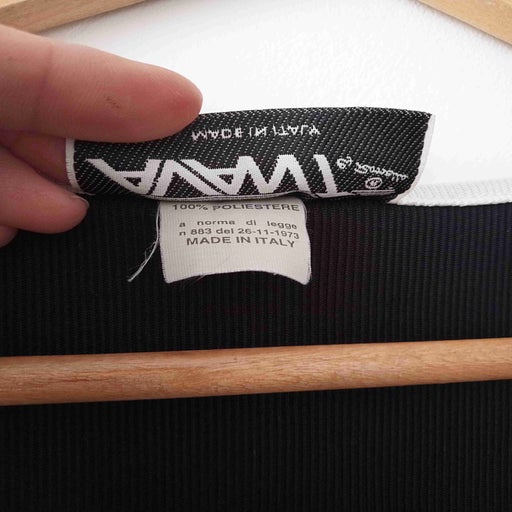 MADE IN ITALY
100% POLIESTERE
a norma di legge
n 883 del 26-11-1973
MADE IN ITALY